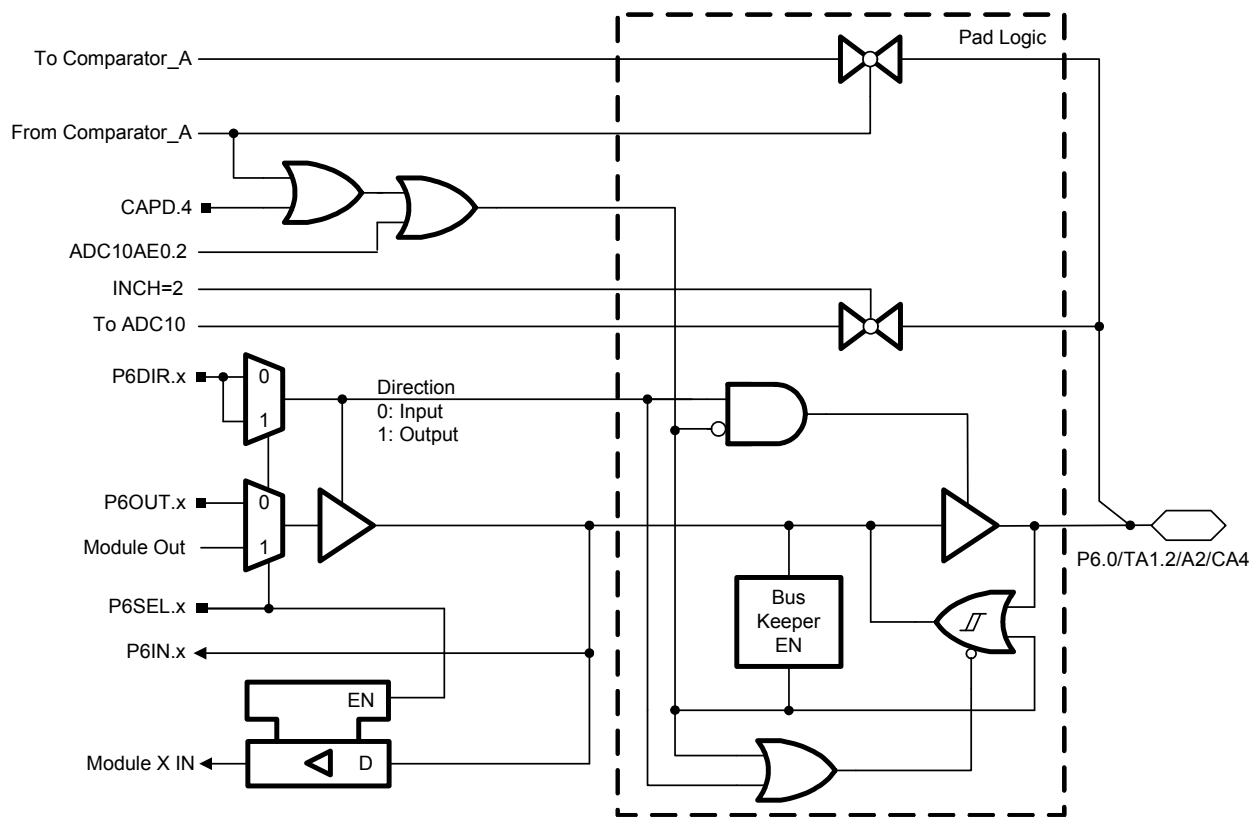 Pad Logic
To Comparator_A
From Comparator_A
CAPD.4
ADC10AE0.2
INCH=2
To ADC10
P6DIR.x
0
1
Direction
0: Input
1: Output
P6OUT.x
0
Module Out
1
P6.0/TA1.2/A2/CA4
P6SEL.x
Bus
Keeper
EN
P6IN.x
EN
Module X IN
D